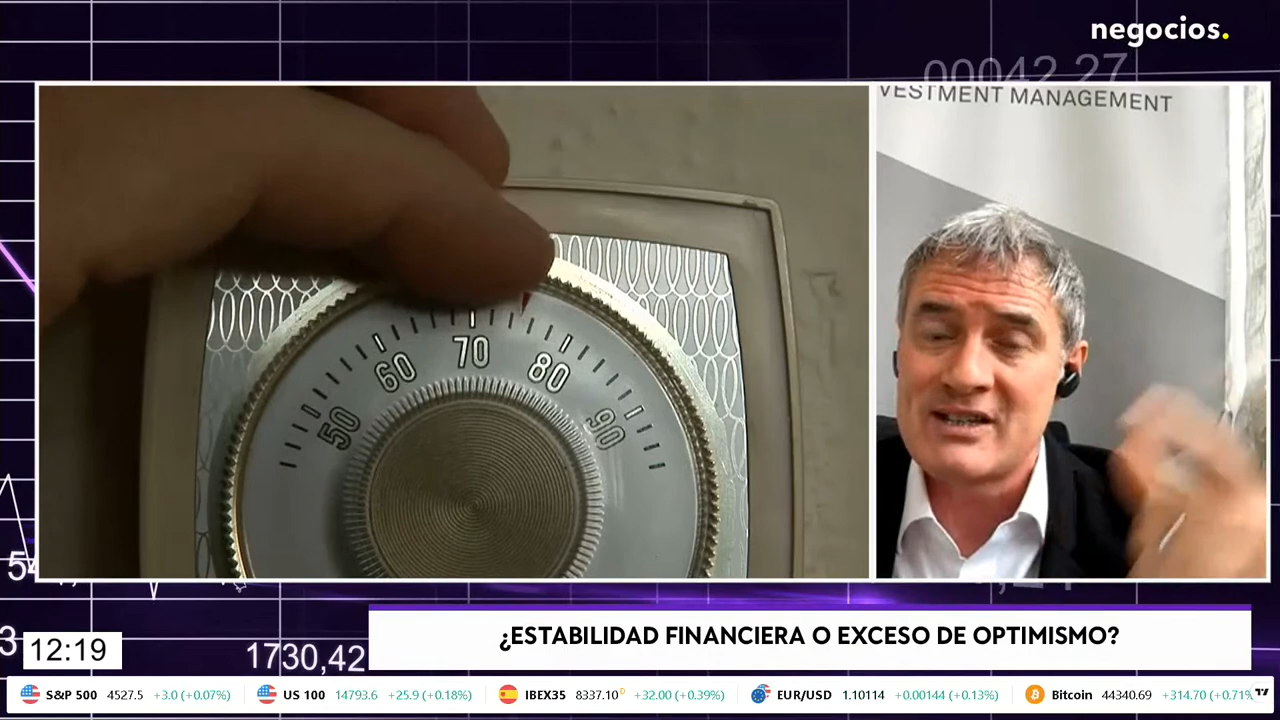 negocios.
00042,27
VESTMENT MANAGEMENT
50
60
70
80
90
12:19
1730,42
¿ESTABILIDAD FINANCIERA O EXCESO DE OPTIMISMO?
S&P 500 4527.5 +3.0 (+0.07%) US 100 14793.6 +25.9 (+0.18%) IBEX35 8337.10 D +32.00 (+0.39%) EUR/USD 1.10114 +0.00144 (+0.13%) Bitcoin 44340.69 +314.70 (+0.71%